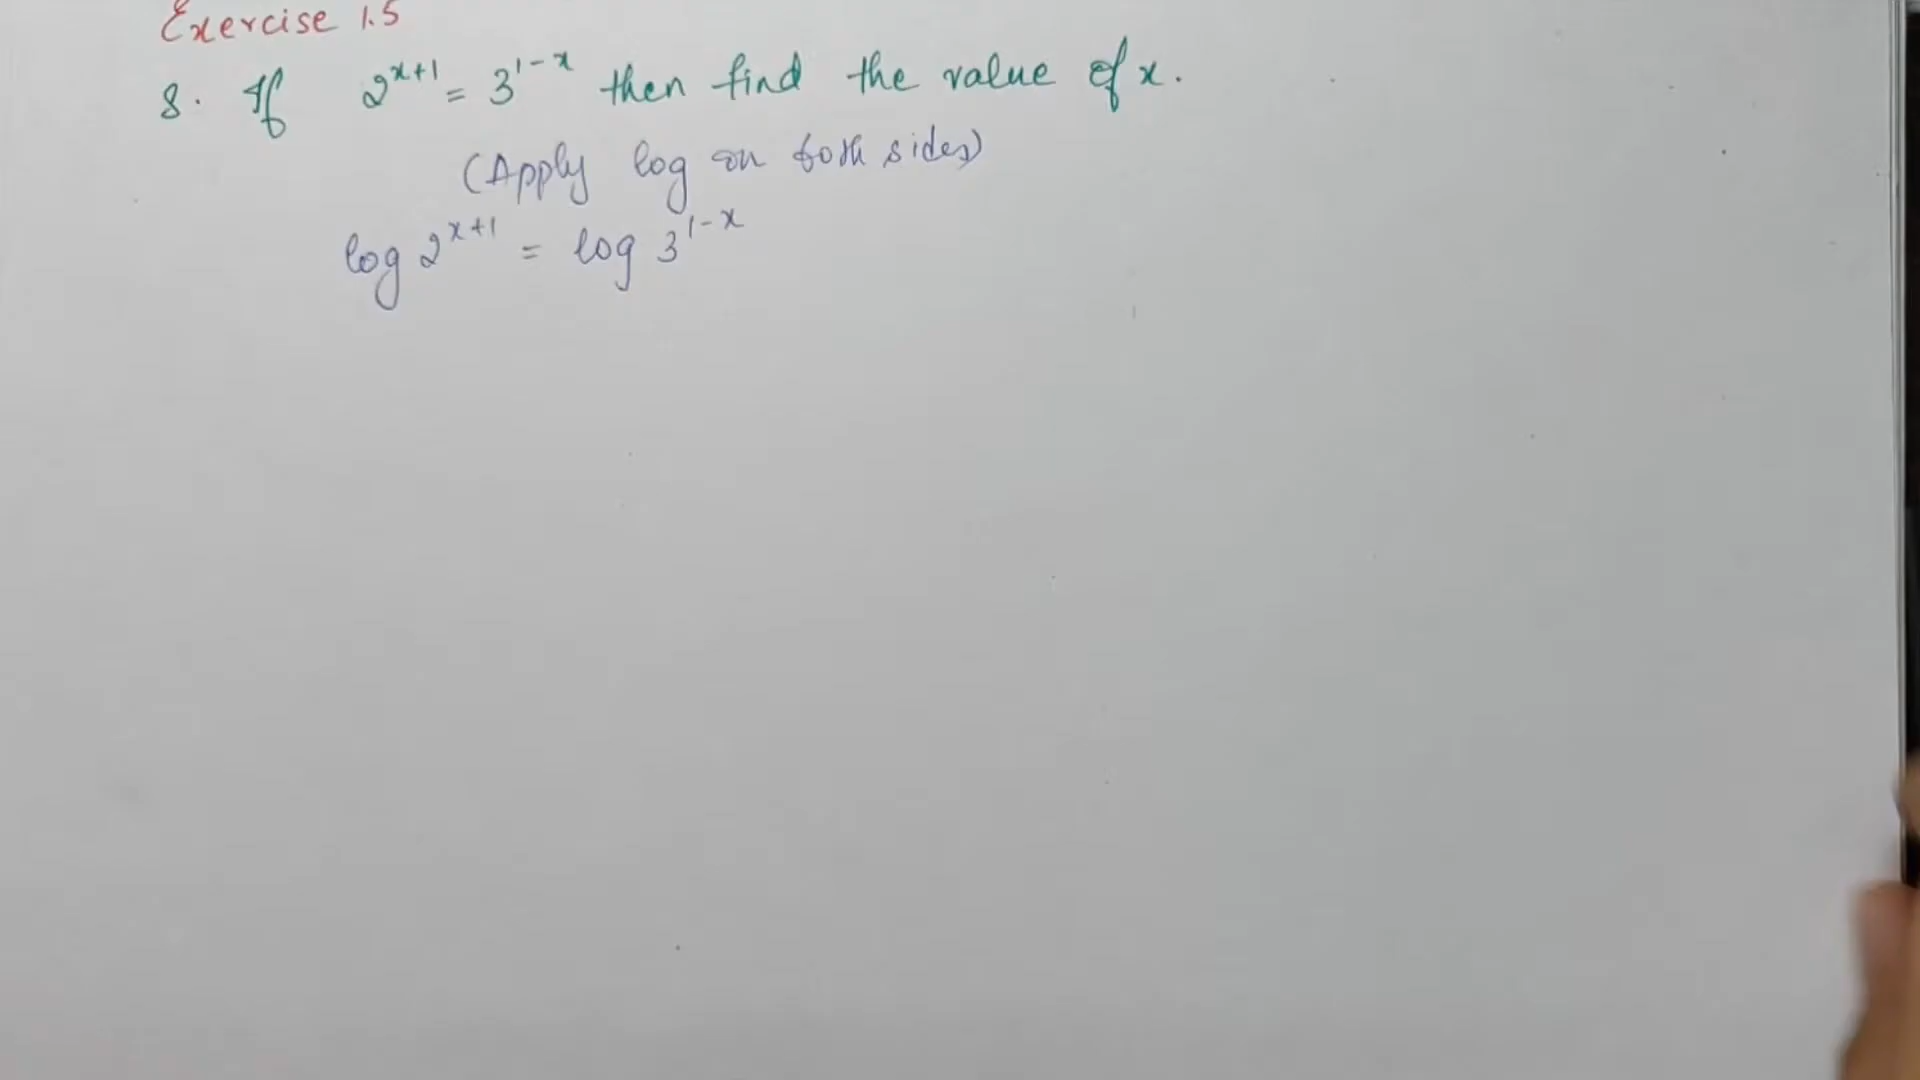 Exercise 1.5
8. If 2^{x+1} = 3^{1-x} then find the value of x.
(Apply log on both sides)
log 2^{x+1} = log 3^{1-x}